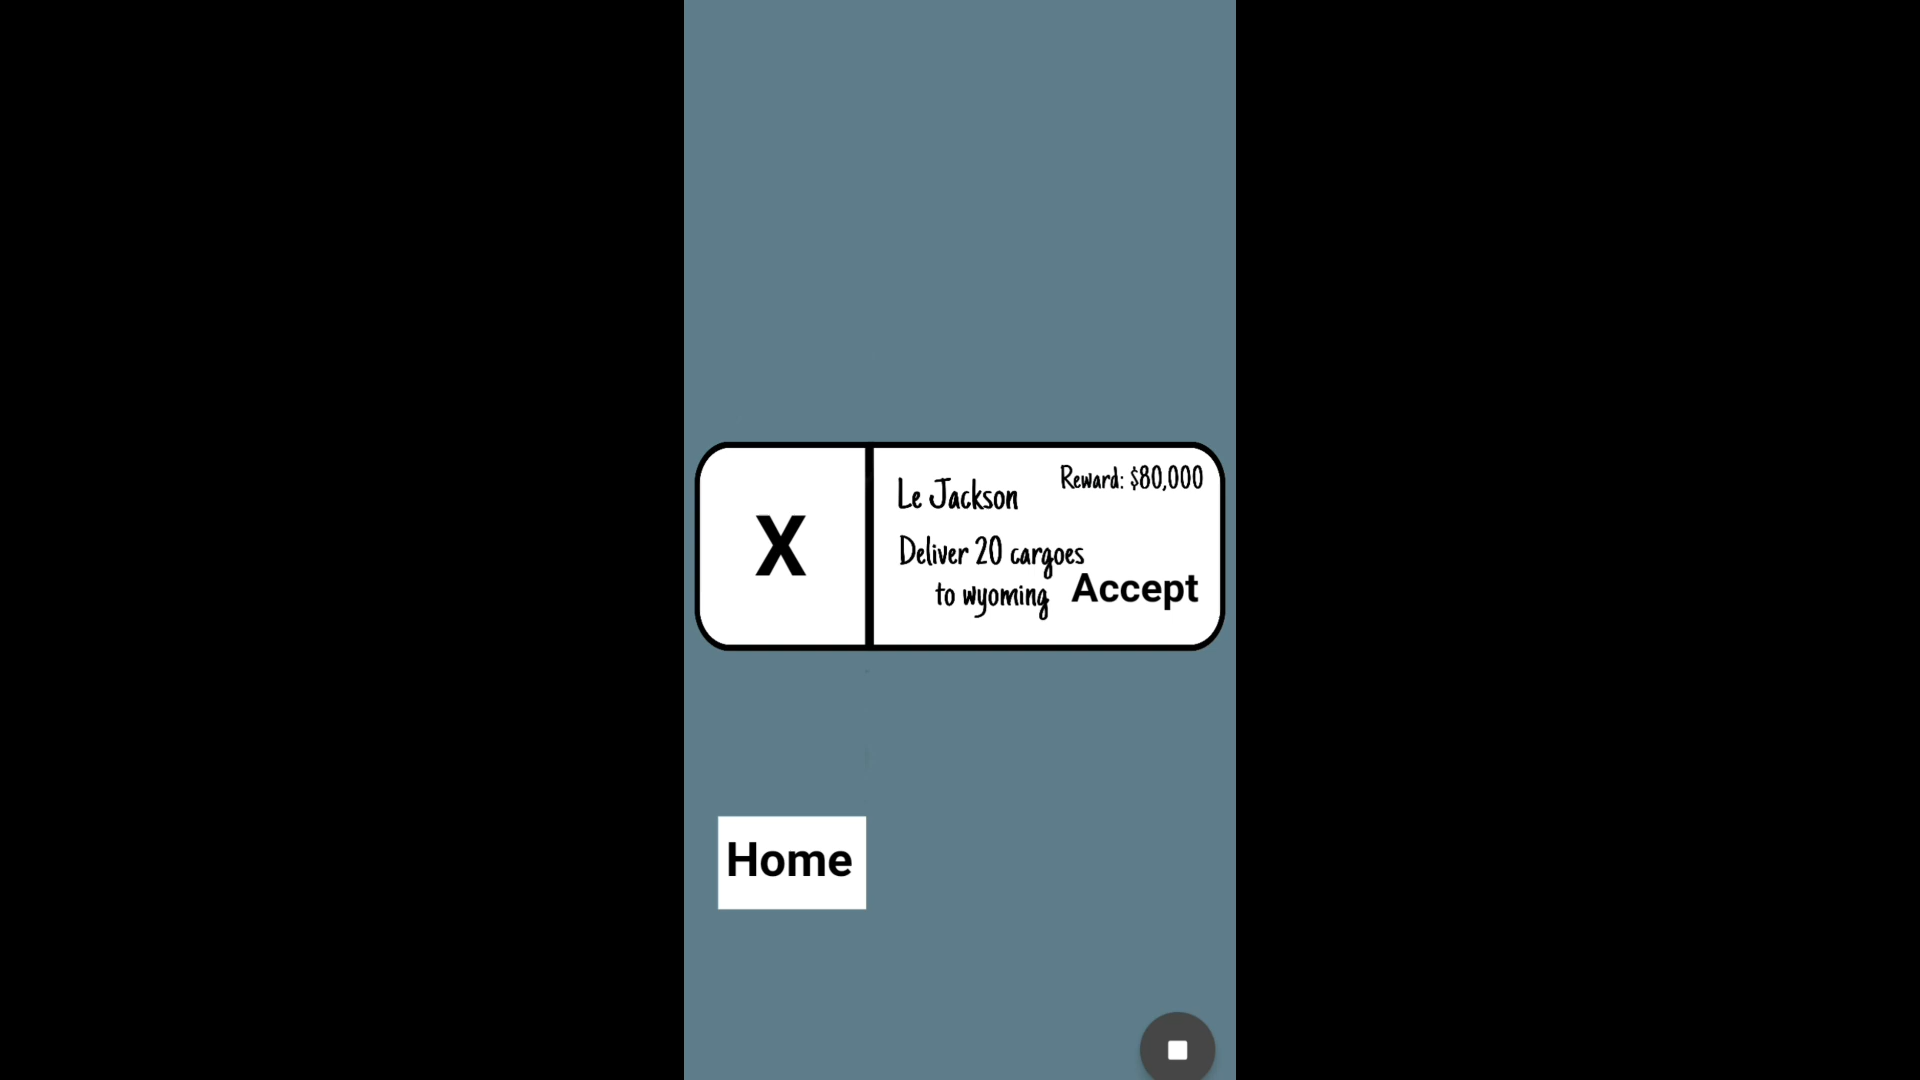 Reward: $80,000
Le Jackson
X
Deliver 20 cargoes
to wyoming
Accept
Home